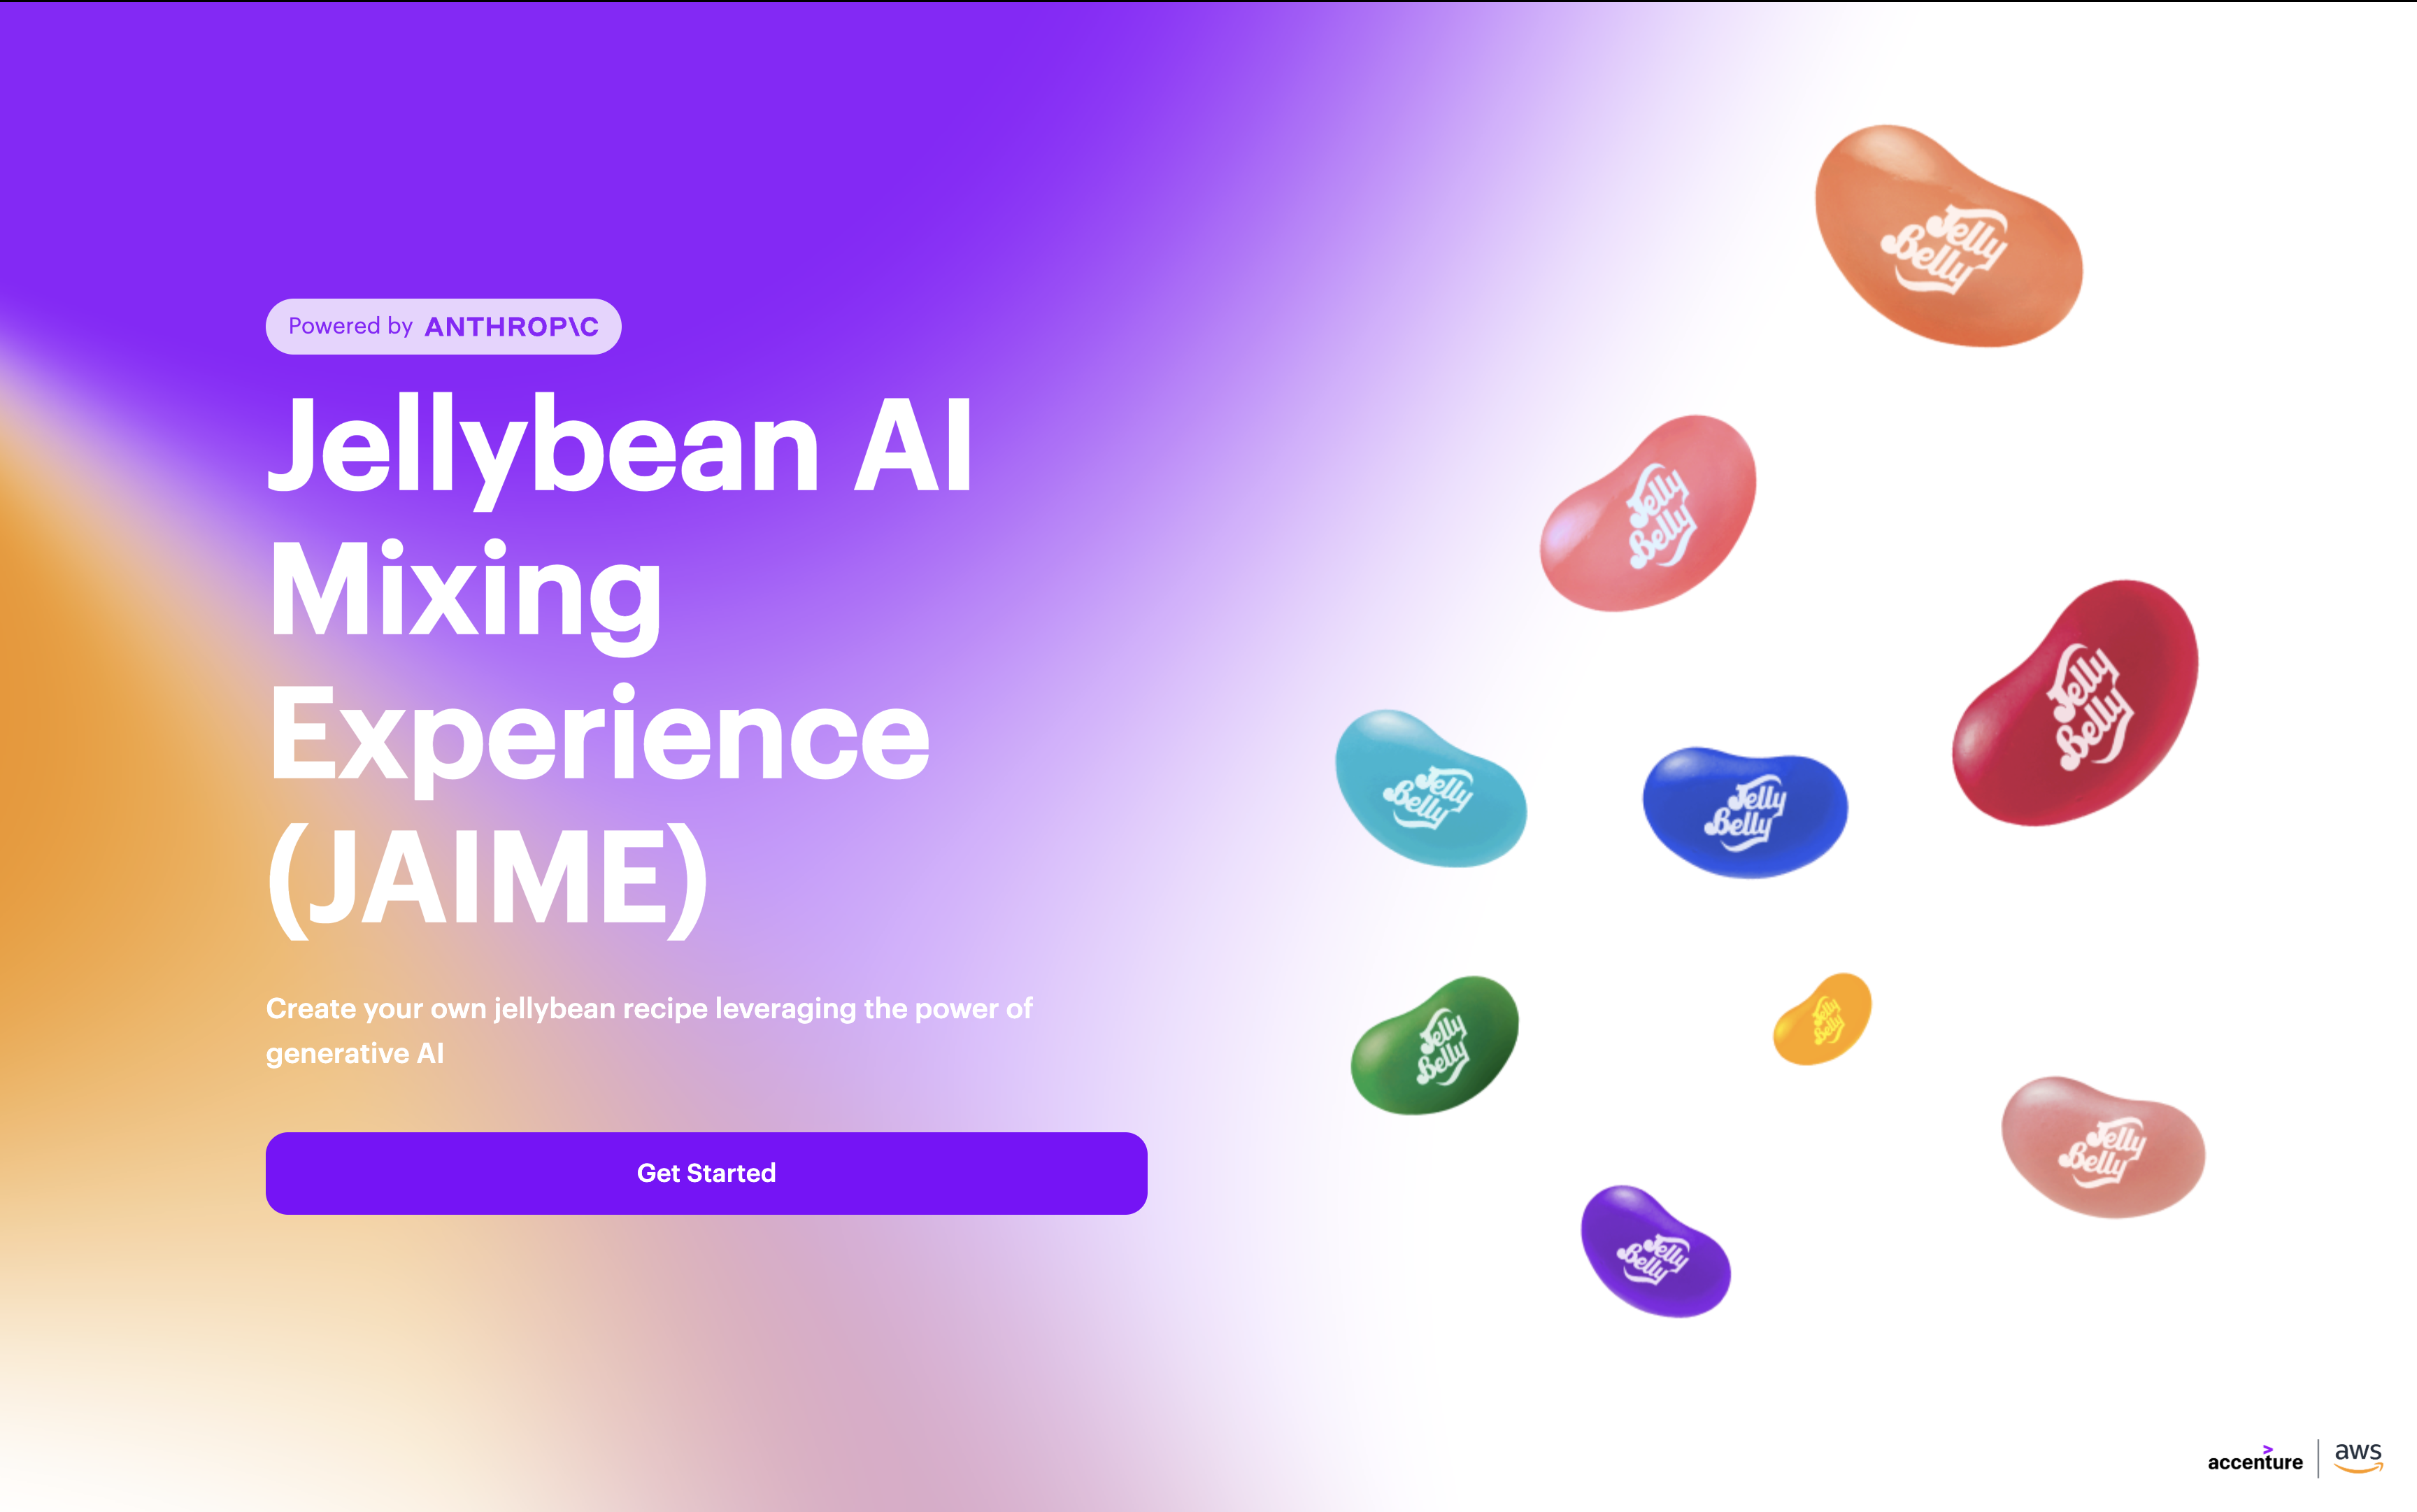 Powered by ANTHROP\C
Jellybean AI
Mixing
Experience
(JAIME)
Create your own jellybean recipe leveraging the power of
generative AI
Get Started
Jelly
Belly
Jelly
Belly
Jelly
Belly
Jelly
Belly
Jelly
Belly
Jelly
Belly
Jelly
Belly
Jelly
Belly
Jelly
Belly
accenture
aws